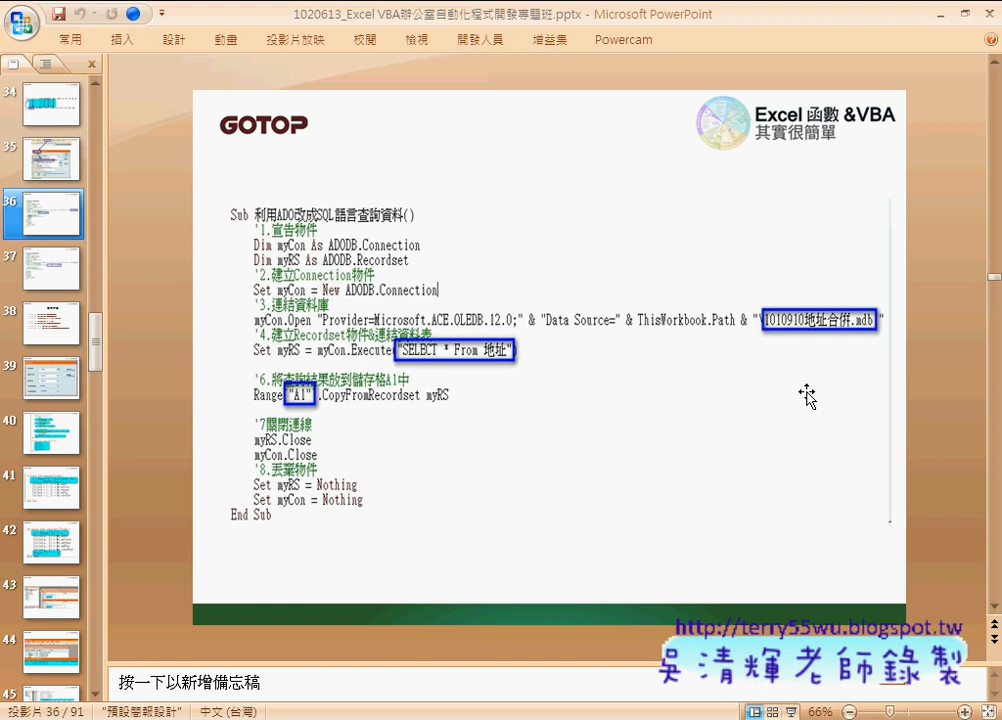 1020613_Excel VBA辦公室自動化程式開發專題班.pptx - Microsoft PowerPoint
常用 插入 設計 動畫 投影片放映 校閱 檢視 開發人員 增益集 Powercam
34
35
36
37
38
39
40
41
42
43
44
45
GOTOP
Excel 函數 &VBA
其實很簡單
Sub 利用ADO改成SQL語言查詢資料()
'1.宣告物件
Dim myCon As ADODB.Connection
Dim myRS As ADODB.Recordset
'2.建立Connection物件
Set myCon = New ADODB.Connection
'3.連結資料庫
myCon.Open "Provider=Microsoft.ACE.OLEDB.12.0;" & "Data Source=" & ThisWorkbook.Path & "\1010910地址合併.mdb"
'4.建立Recordset物件&連結資料表
Set myRS = myCon.Execute("SELECT * From 地址")
'6.將查詢結果放到儲存格A1中
Range("A1").CopyFromRecordset myRS
'7關閉連線
myRS.Close
myCon.Close
'8.丟棄物件
Set myRS = Nothing
Set myCon = Nothing
End Sub
http://terry55wu.blogspot.tw
吳清輝老師錄製
按一下以新增備忘稿
投影片 36 / 91 "預設簡報設計" 中文 (台灣) 66%